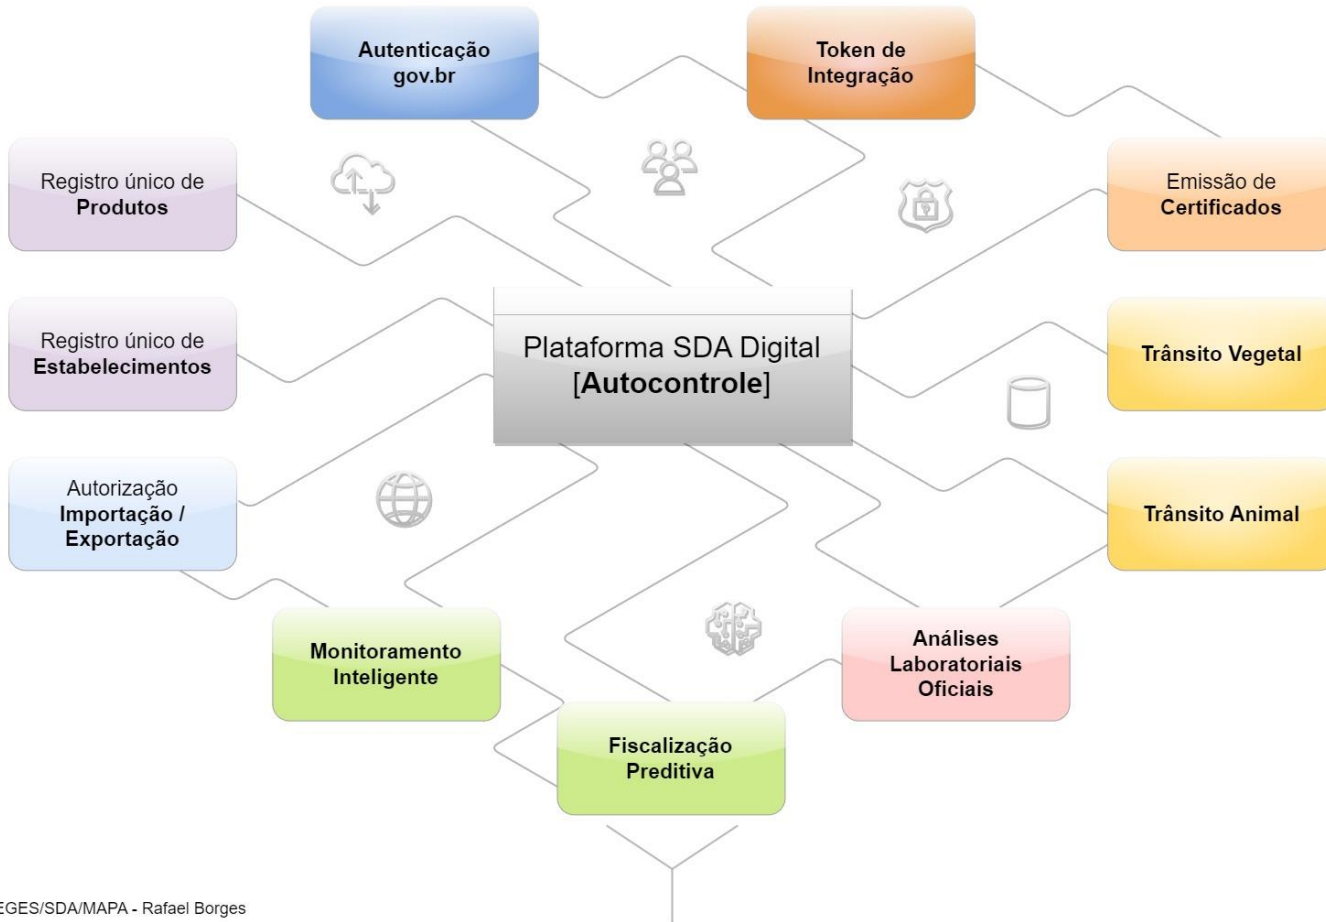 Autenticação
gov.br
Token de
Integração
Registro único de
Produtos
Emissão de
Certificados
Registro único de
Estabelecimentos
Plataforma SDA Digital
[Autocontrole]
Trânsito Vegetal
Autorização
Importação /
Exportação
Trânsito Animal
Monitoramento
Inteligente
Análises
Laboratoriais
Oficiais
Fiscalização
Preditiva
EGES/SDA/MAPA - Rafael Borges